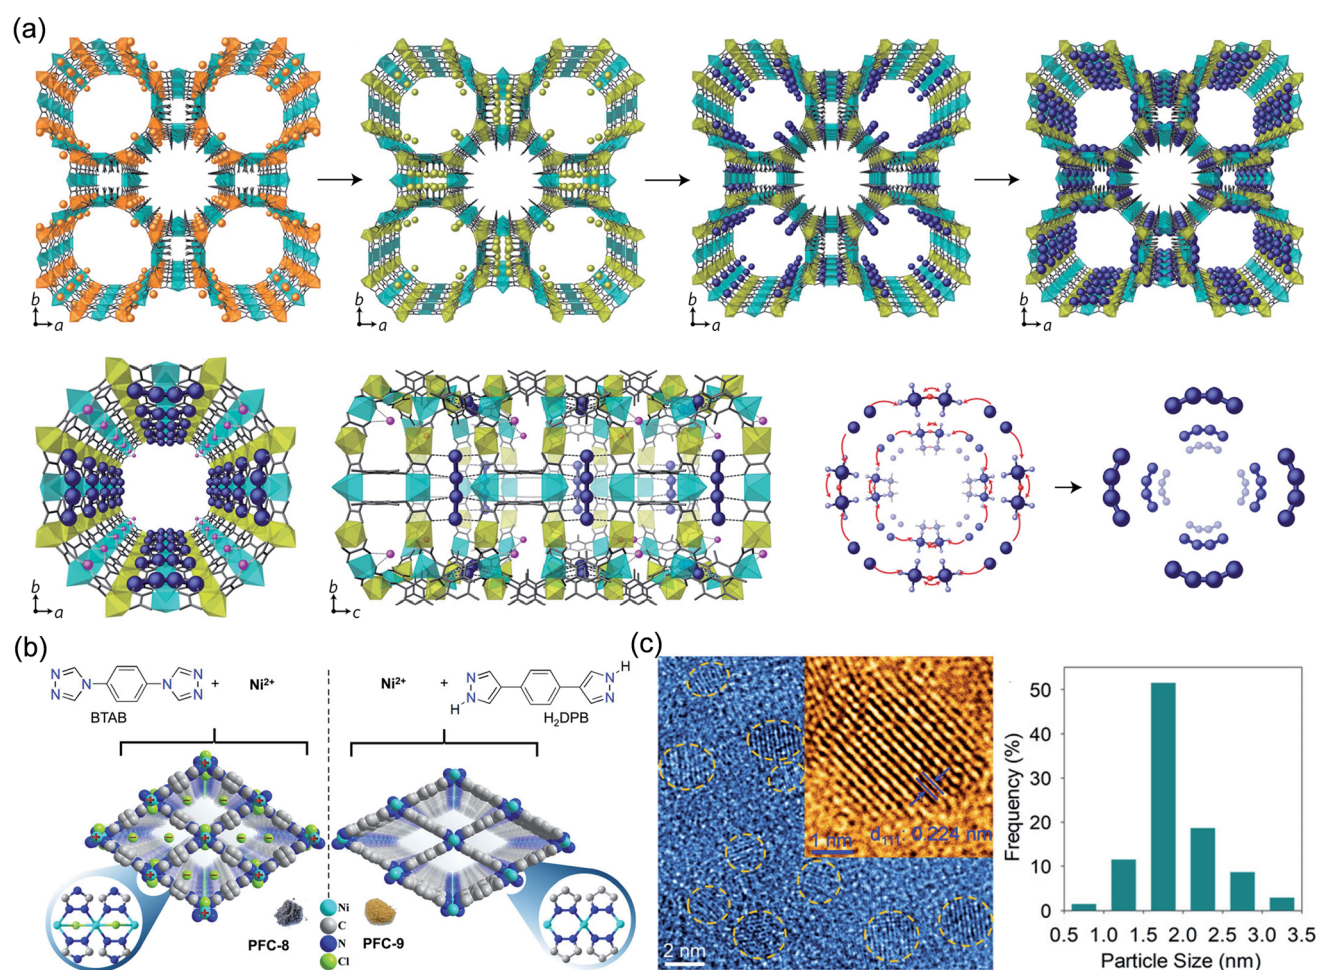 (a)
b
a
b
a
b
a
b
a
b
a
b
c
(b)
N
N
N
N
N
N
+
Ni²⁺
BTAB
Ni²⁺
+
N
H
N
N
N
H
H₂DPB
PFC-8
PFC-9
Ni
C
N
Cl
(c)
1 nm
d₁₁₁: 0.224 nm
2 nm
Frequency (%)
50
40
30
20
10
0
0.5
1.0
1.5
2.0
2.5
3.0
3.5
Particle Size (nm)